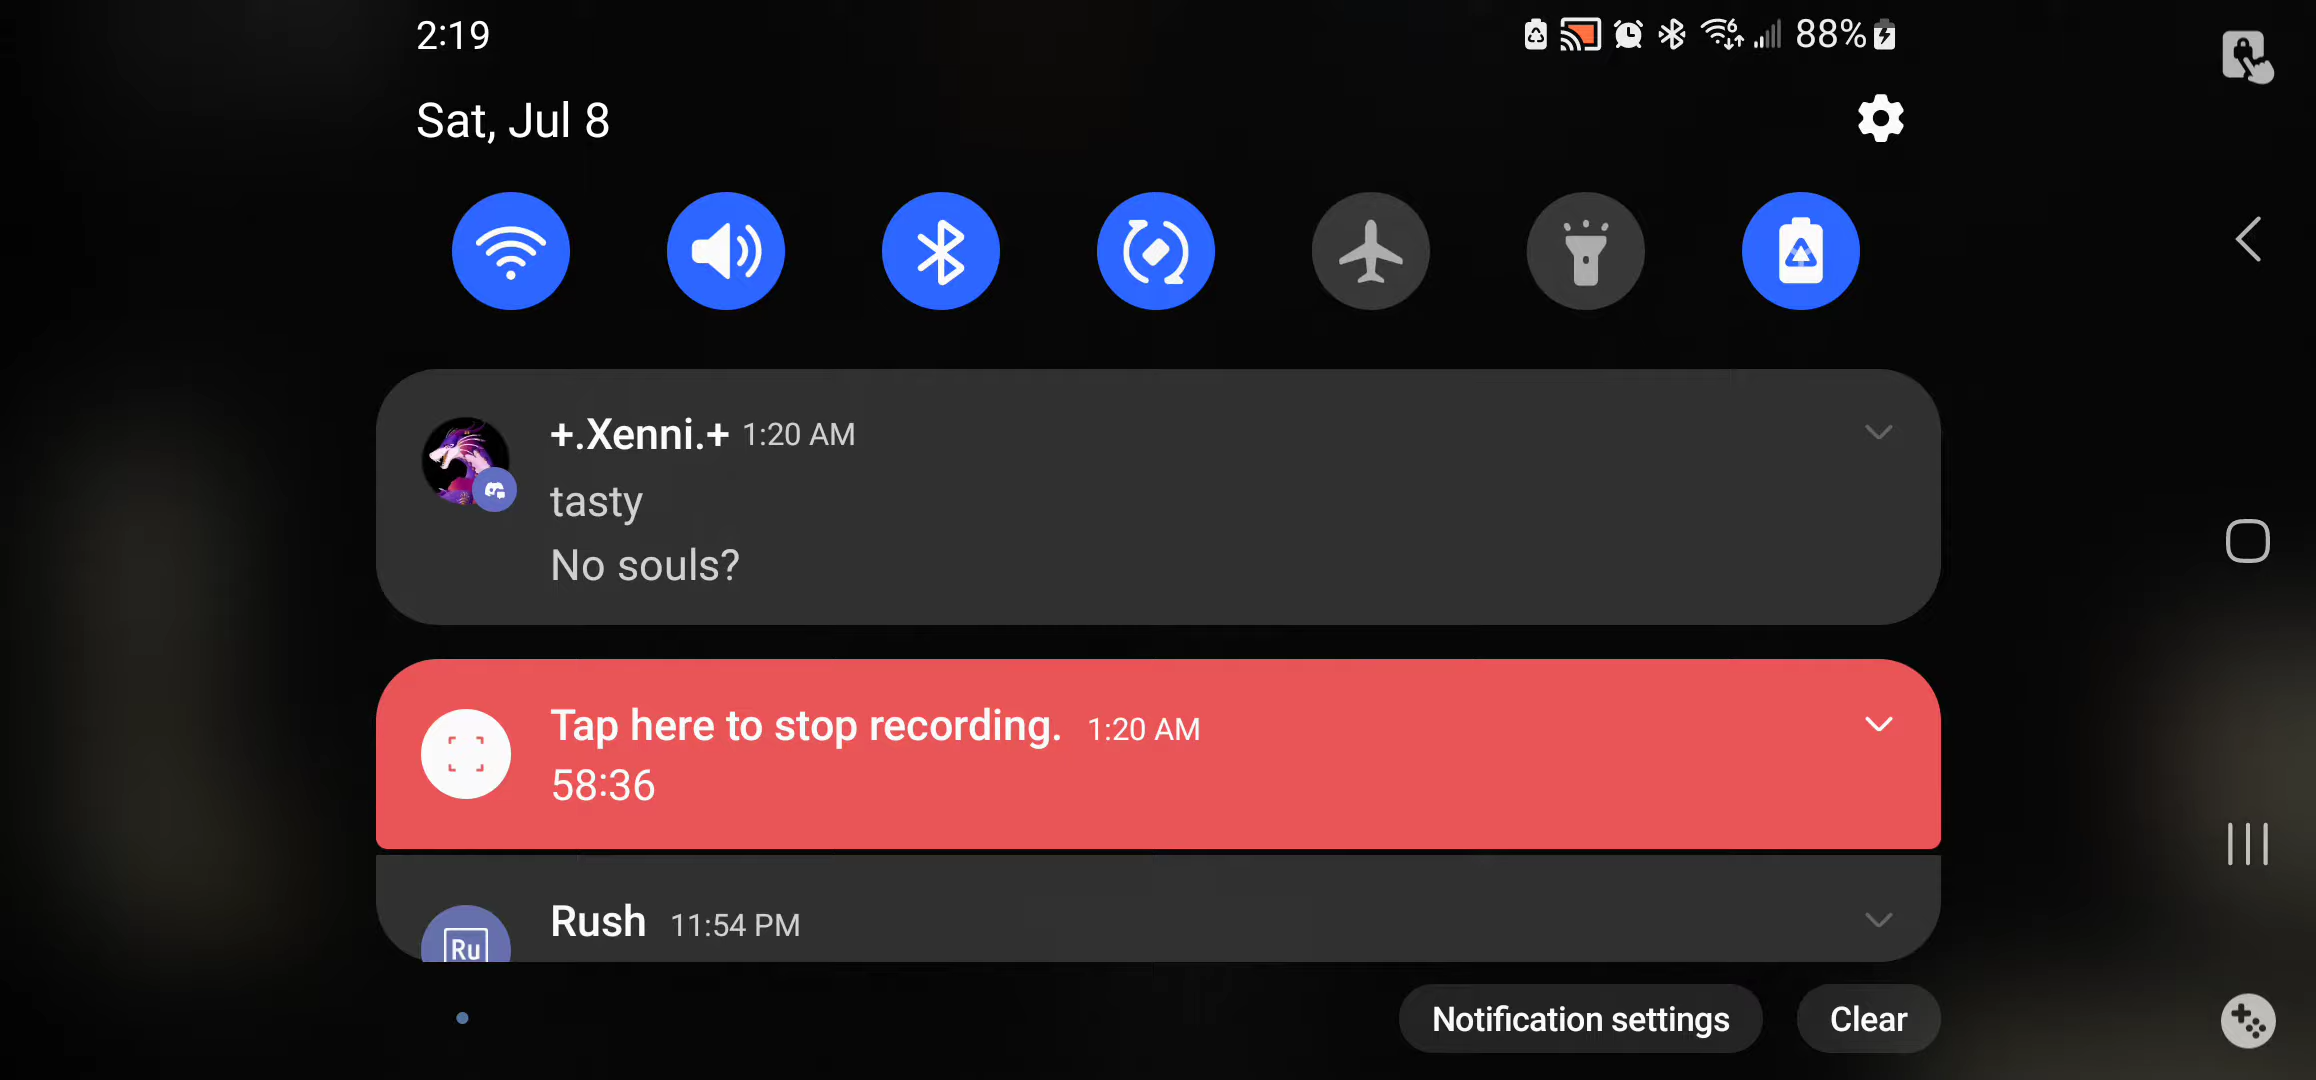 2:19
6
88%
Sat, Jul 8
+.Xenni.+ 1:20 AM
tasty
No souls?
Tap here to stop recording. 1:20 AM
58:36
Rush 11:54 PM
Ru
Notification settings
Clear